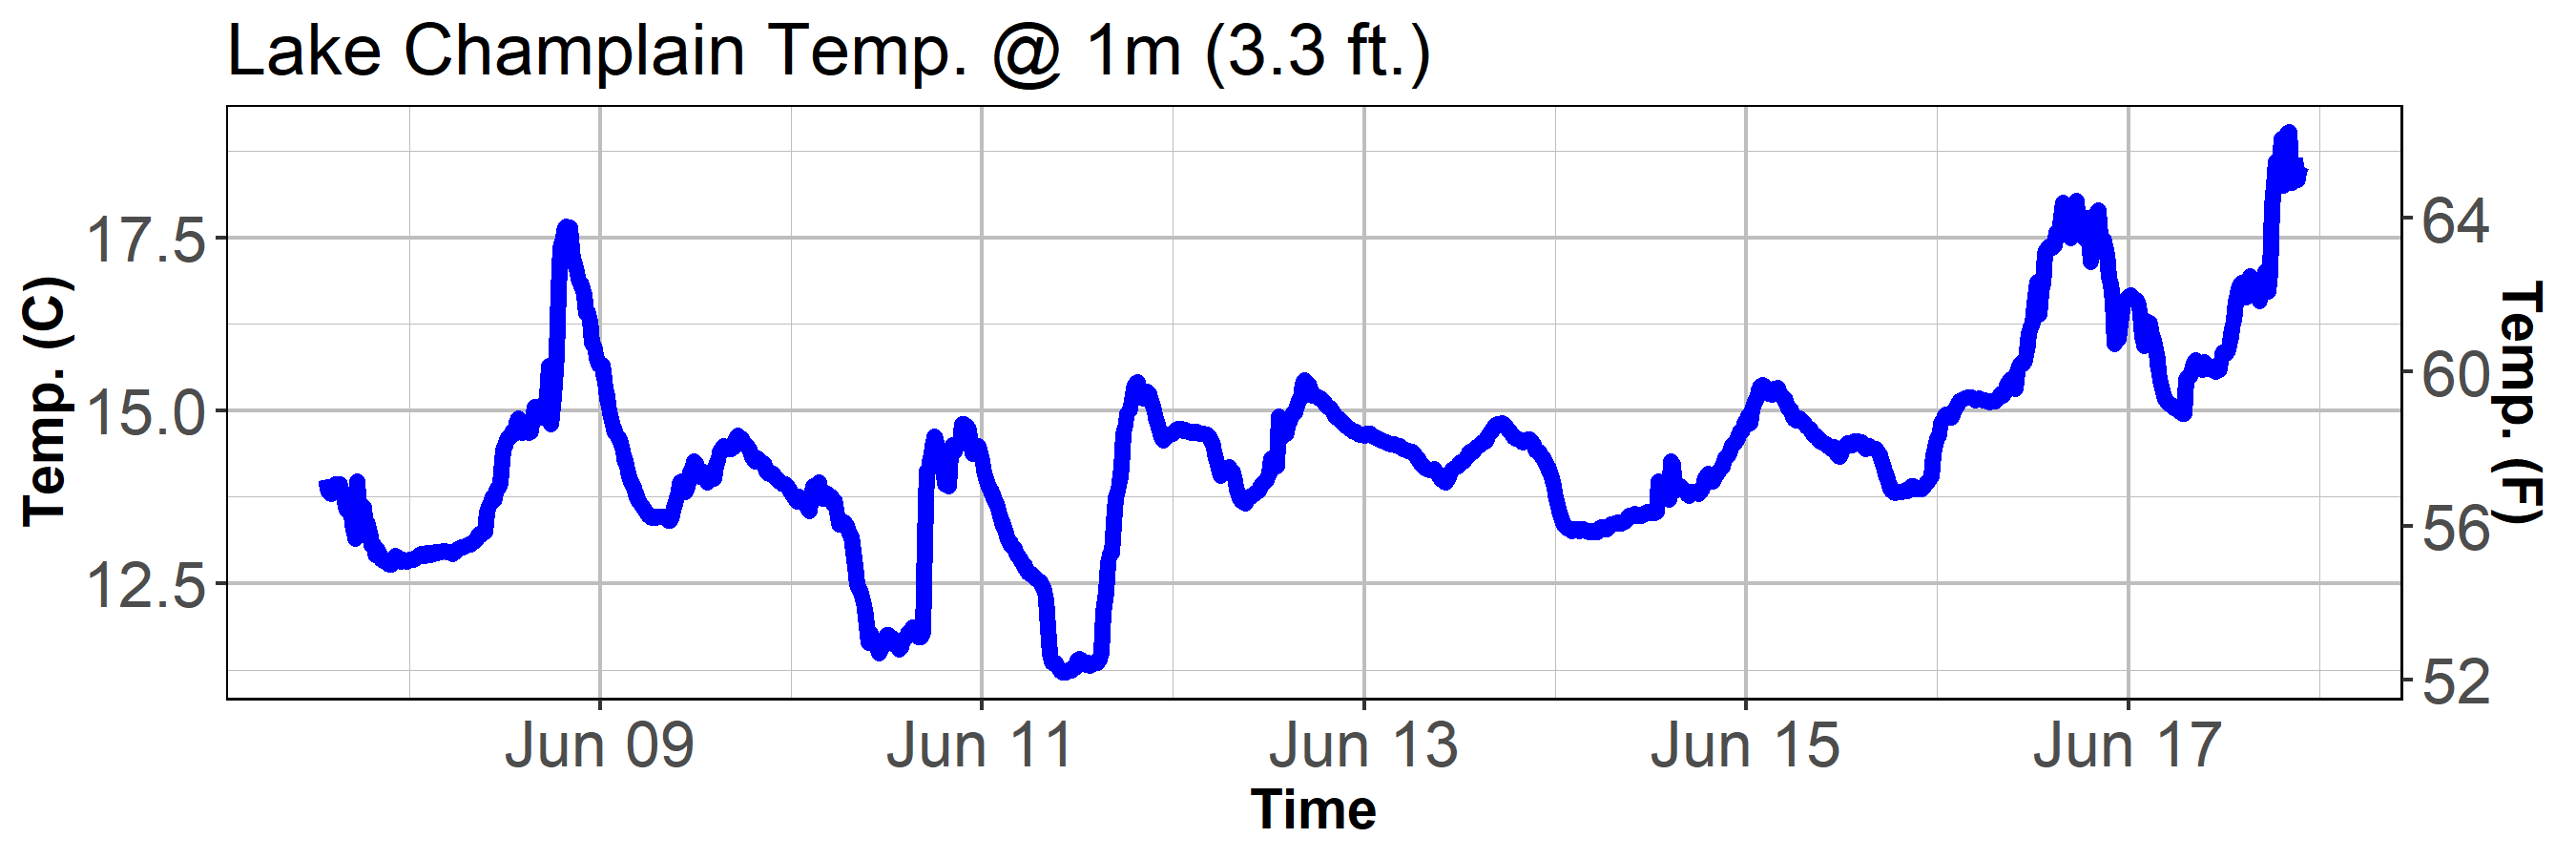 Lake Champlain Temp. @ 1m (3.3 ft.)
Temp. (C)
17.5
15.0
12.5
64
60
56
52
Temp. (F)
Jun 09 Jun 11 Jun 13 Jun 15 Jun 17
Time